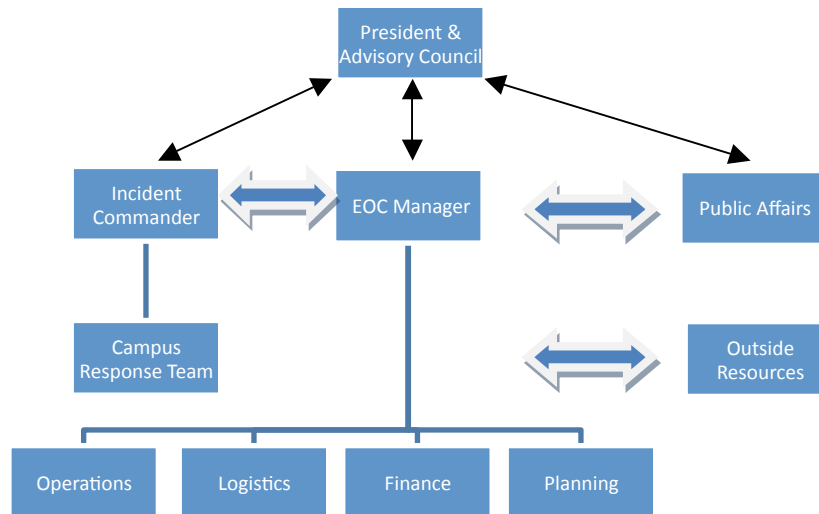 President &
Advisory Council
Incident
Commander
EOC Manager
Public Affairs
Campus
Response Team
Outside
Resources
Operations
Logistics
Finance
Planning